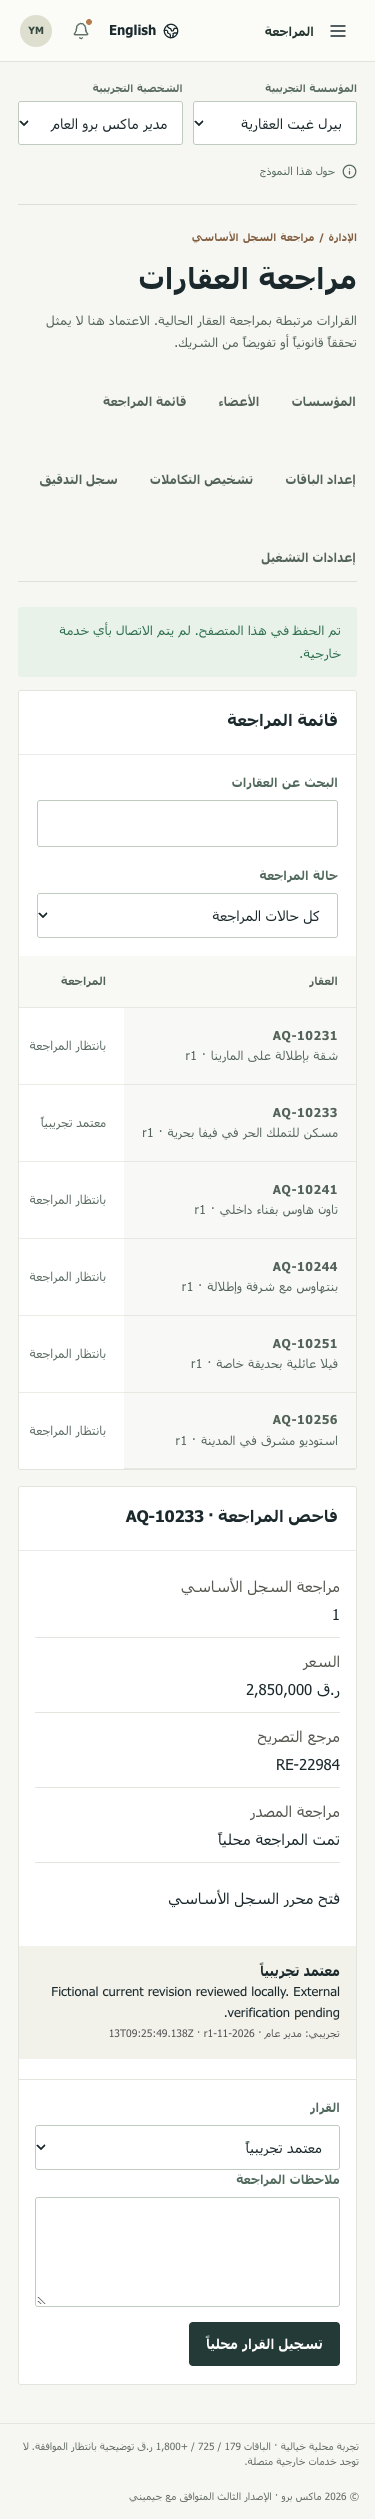 المراجعة
English
YM
المؤسسة التجريبية
الشخصية التجريبية
بيرل غيت العقارية
مدير ماكس برو العام
حول هذا النموذج
الإدارة / مراجعة السجل الأساسي
مراجعة العقارات
القرارات مرتبطة بمراجعة العقار الحالية. الاعتماد هنا لا يمثل
تحققاً قانونياً أو تفويضاً من الشريك.
المؤسسات
الأعضاء
قائمة المراجعة
إعداد الباقات
تشخيص التكاملات
سجل التدقيق
إعدادات التشغيل
تم الحفظ في هذا المتصفح. لم يتم الاتصال بأي خدمة
خارجية.
قائمة المراجعة
البحث عن العقارات
حالة المراجعة
كل حالات المراجعة
العقار
المراجعة
AQ-10231
شقة بإطلالة على المارينا · r1
بانتظار المراجعة
AQ-10233
مسكن للتملك الحر في فيفا بحرية · r1
معتمد تجريبياً
AQ-10241
تاون هاوس بفناء داخلي · r1
بانتظار المراجعة
AQ-10244
بنتهاوس مع شرفة وإطلالة · r1
بانتظار المراجعة
AQ-10251
فيلا عائلية بحديقة خاصة · r1
بانتظار المراجعة
AQ-10256
استوديو مشرق في المدينة · r1
بانتظار المراجعة
فاحص المراجعة · AQ-10233
مراجعة السجل الأساسي
1
السعر
ر.ق 2,850,000
مرجع التصريح
RE-22984
مراجعة المصدر
تمت المراجعة محلياً
فتح محرر السجل الأساسي
معتمد تجريبياً
Fictional current revision reviewed locally. External
verification pending.
تجريبي: مدير عام · r1 · 2026-11-13T09:25:49.138Z
القرار
معتمد تجريبياً
ملاحظات المراجعة
تسجيل القرار محلياً
تجربة محلية خيالية · الباقات 179 / 725 / +1,800 ر.ق توضيحية بانتظار الموافقة. لا
توجد خدمات خارجية متصلة.
© 2026 ماكس برو · الإصدار الثالث المتوافق مع جيميني